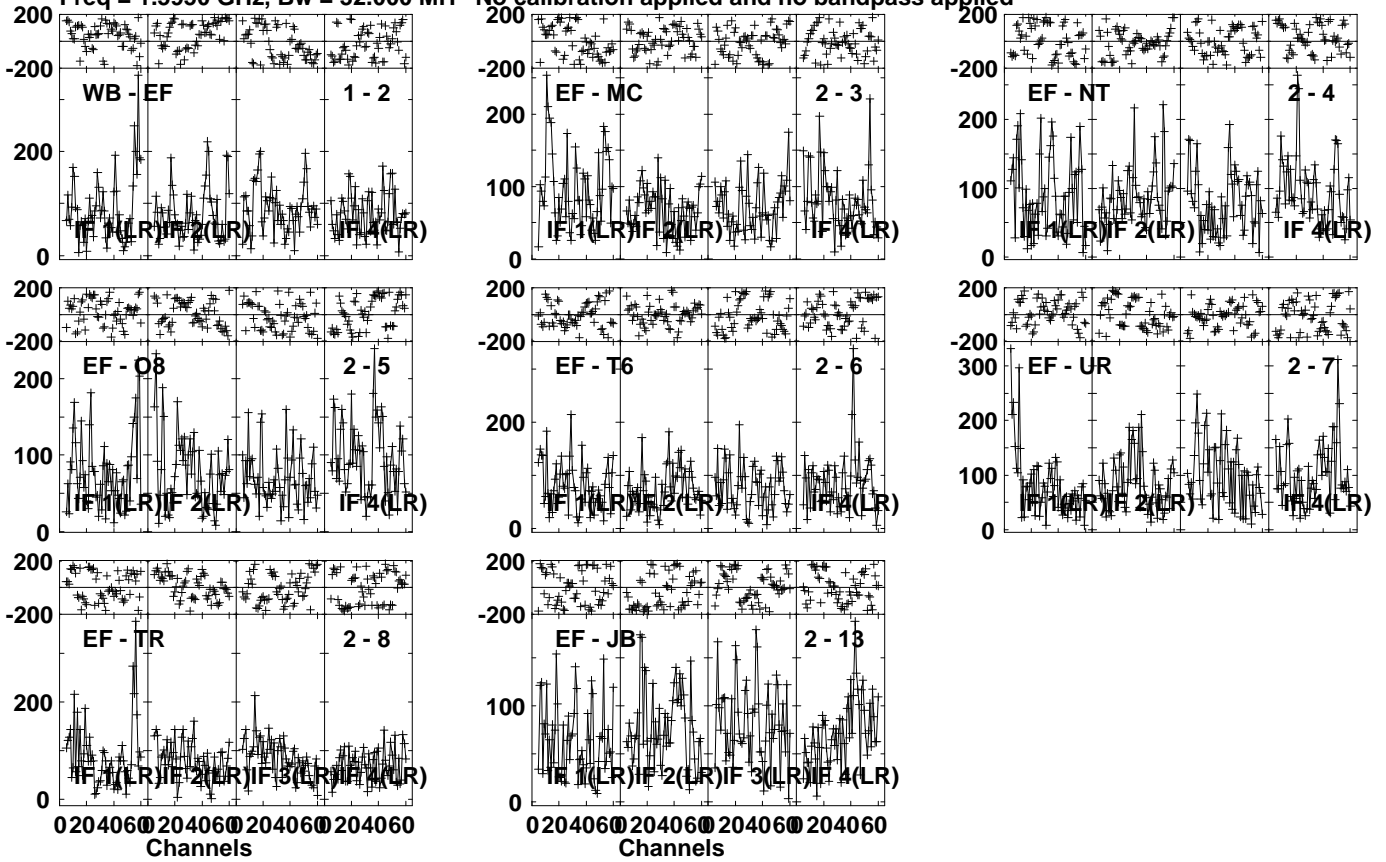 Freq = 1.5950 GHz, Bw = 32.000 MH No calibration applied and no bandpass applied
200
-200
WB - EF 1 - 2
200
0
IF 1(LR) IF 2(LR) IF 4(LR)
200
-200
EF - MC 2 - 3
200
100
0
IF 1(LR) IF 2(LR) IF 4(LR)
200
-200
EF - NT 2 - 4
200
100
0
IF 1(LR) IF 2(LR) IF 4(LR)
200
-200
EF - O8 2 - 5
200
100
0
IF 1(LR) IF 2(LR) IF 4(LR)
200
-200
EF - T6 2 - 6
200
0
IF 1(LR) IF 2(LR) IF 4(LR)
200
-200
EF - UR 2 - 7
300
200
100
0
IF 1(LR) IF 2(LR) IF 4(LR)
200
-200
EF - TR 2 - 8
200
0
IF 1(LR) IF 2(LR) IF 3(LR) IF 4(LR)
0 20 40 60 0 20 40 60 0 20 40 60 0 20 40 60
Channels
200
-200
EF - JB 2 - 13
100
0
IF 1(LR) IF 2(LR) IF 3(LR) IF 4(LR)
0 20 40 60 0 20 40 60 0 20 40 60 0 20 40 60
Channels